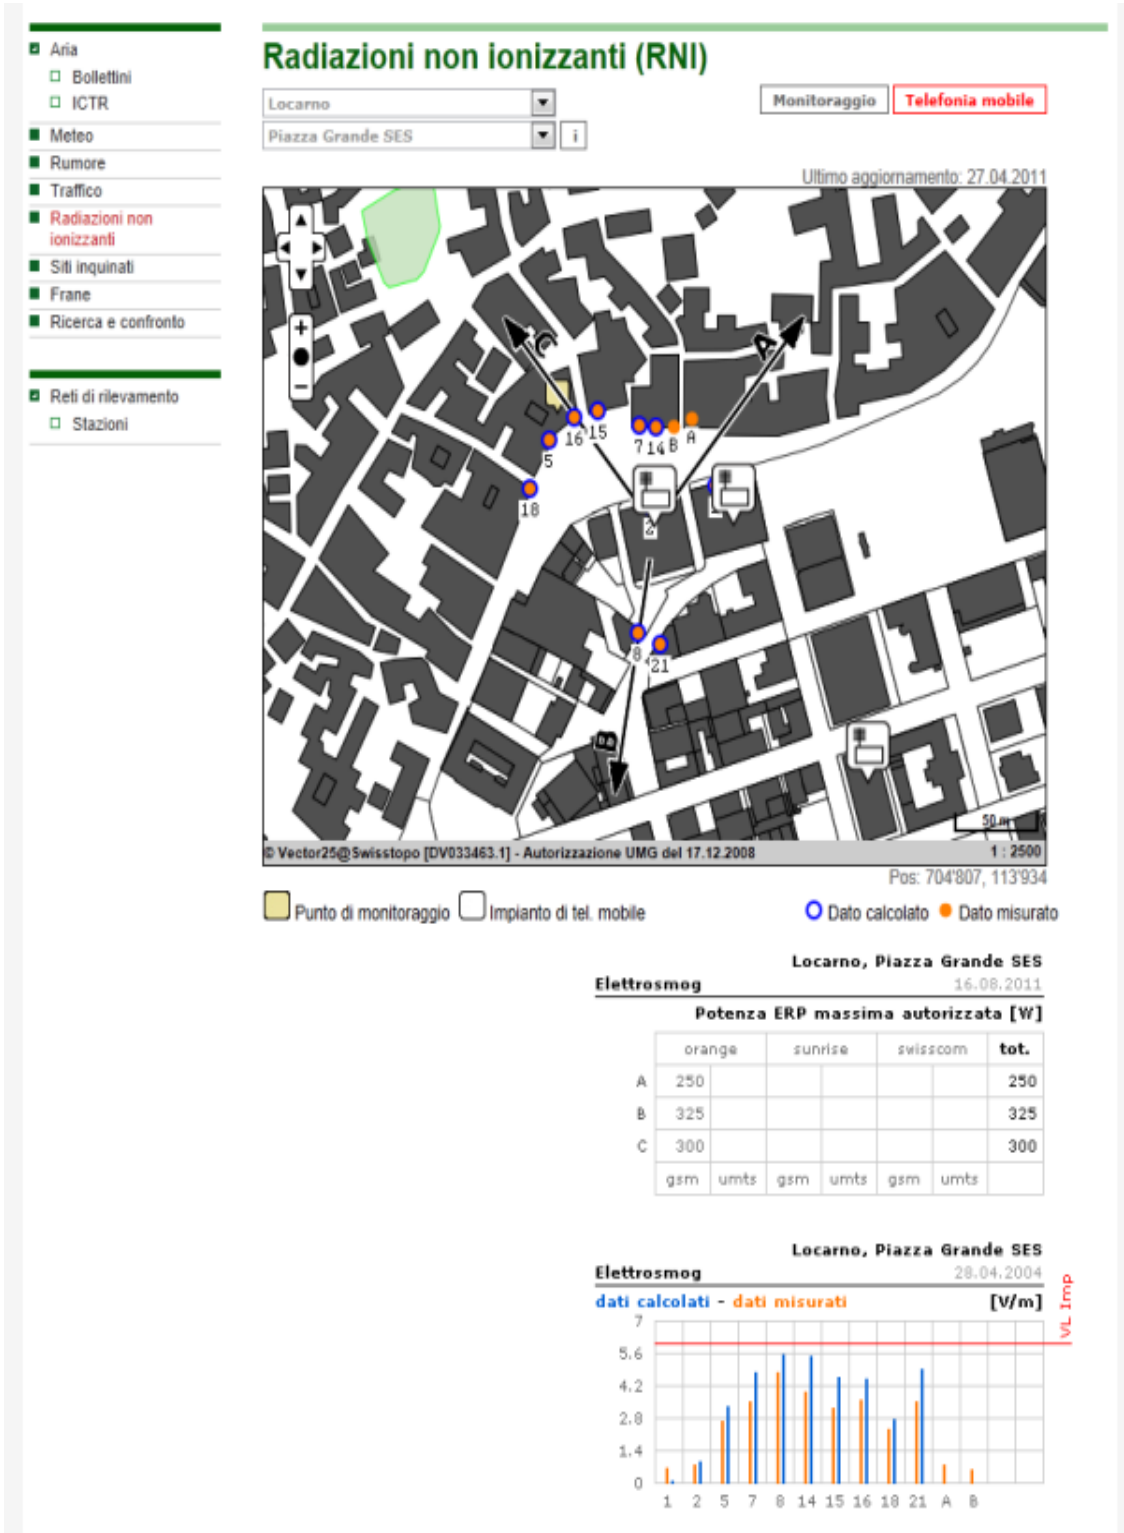 Aria
Bollettini
ICTR
Meteo
Rumore
Traffico
Radiazioni non
ionizzanti
Siti inquinati
Frane
Ricerca e confronto
Reti di rilevamento
Stazioni
Radiazioni non ionizzanti (RNI)
Locarno
Monitoraggio Telefonia mobile
Piazza Grande SES i
Ultimo aggiornamento: 27.04.2011
C A
16 15 7 14 B A
5
18
2
8
21
B
50 m
© Vector25@Swisstopo [DV033463.1] - Autorizzazione UMG del 17.12.2008 1 : 2500
Pos: 704'807, 113'934
Punto di monitoraggio Impianto di tel. mobile Dato calcolato Dato misurato
Locarno, Piazza Grande SES
Elettrosmog 16.08.2011
Potenza ERP massima autorizzata [W]
orange sunrise swisscom tot.
A 250 250
B 325 325
C 300 300
gsm umts gsm umts gsm umts
Locarno, Piazza Grande SES
Elettrosmog 28.04.2004
dati calcolati - dati misurati [V/m]
VL Imp
7
5.6
4.2
2.8
1.4
0
1 2 5 7 8 14 15 16 18 21 A B